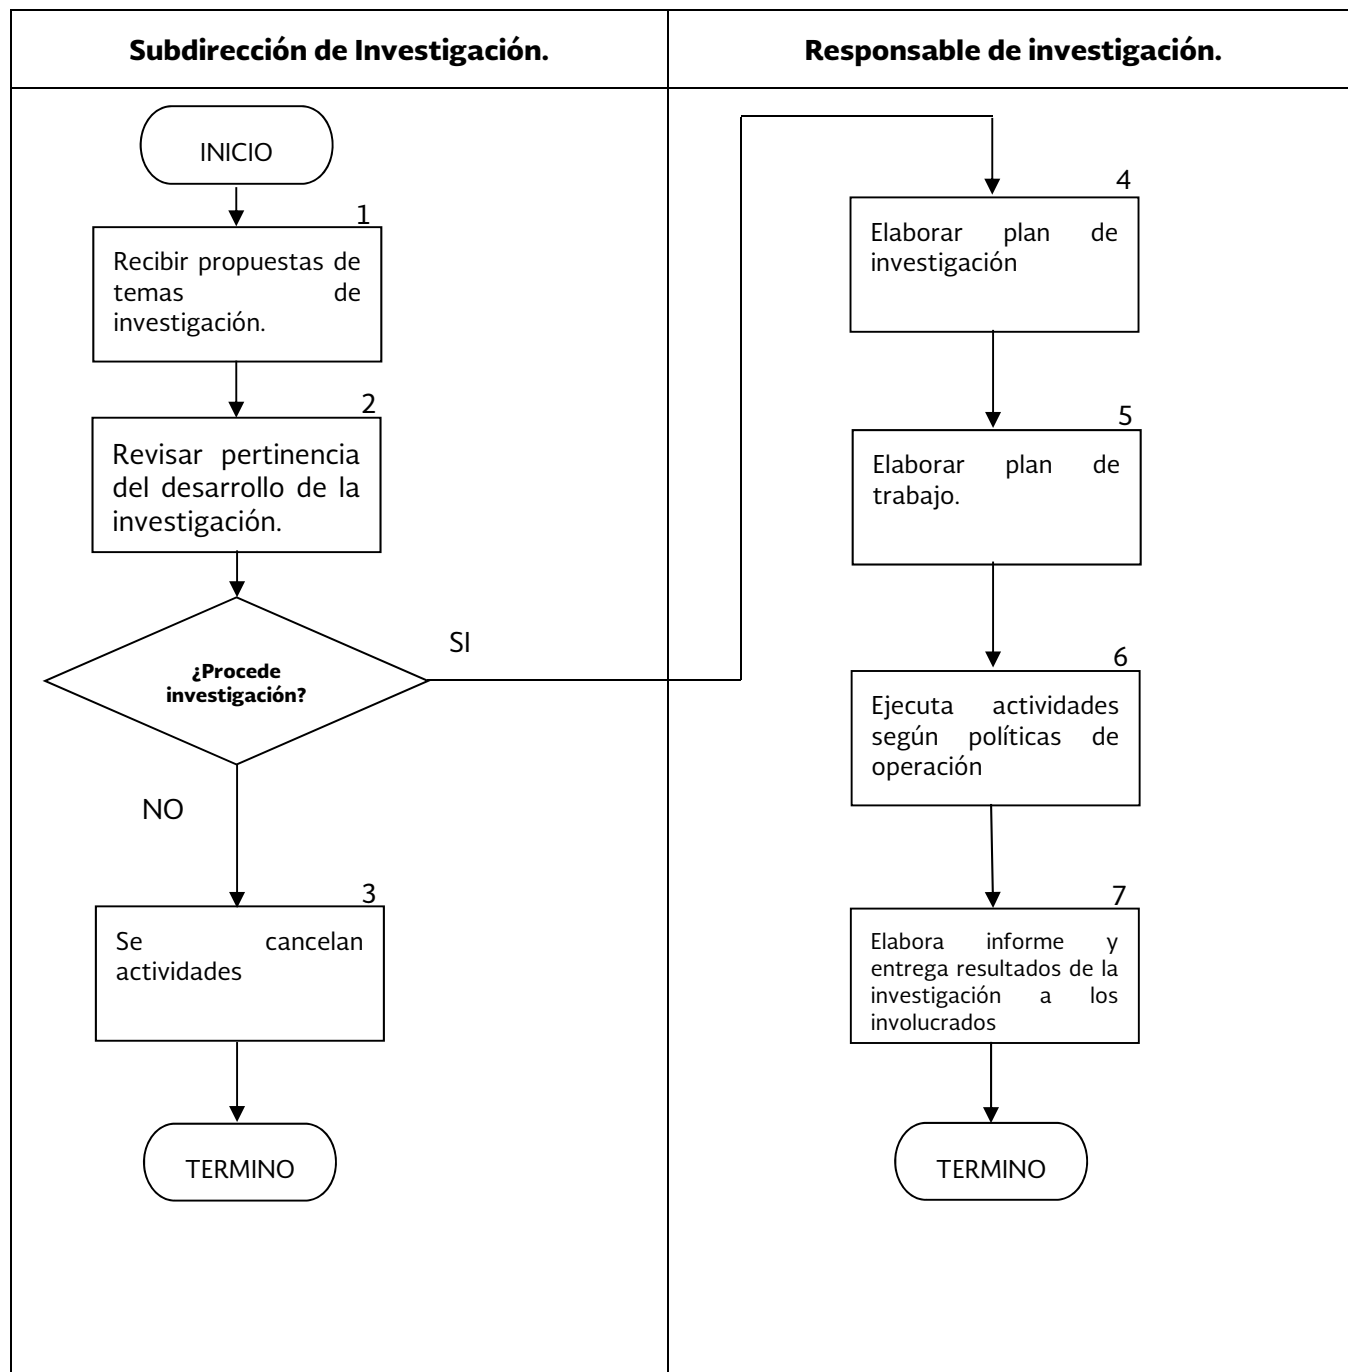 Subdirección de Investigación.
Responsable de investigación.
INICIO
1
Recibir propuestas de
temas de
investigación.
2
Revisar pertinencia
del desarrollo de la
investigación.
¿Procede
investigación?
SI
NO
3
Se cancelan
actividades
TERMINO
4
Elaborar plan de
investigación
5
Elaborar plan de
trabajo.
6
Ejecuta actividades
según políticas de
operación
7
Elabora informe y
entrega resultados de la
investigación a los
involucrados
TERMINO